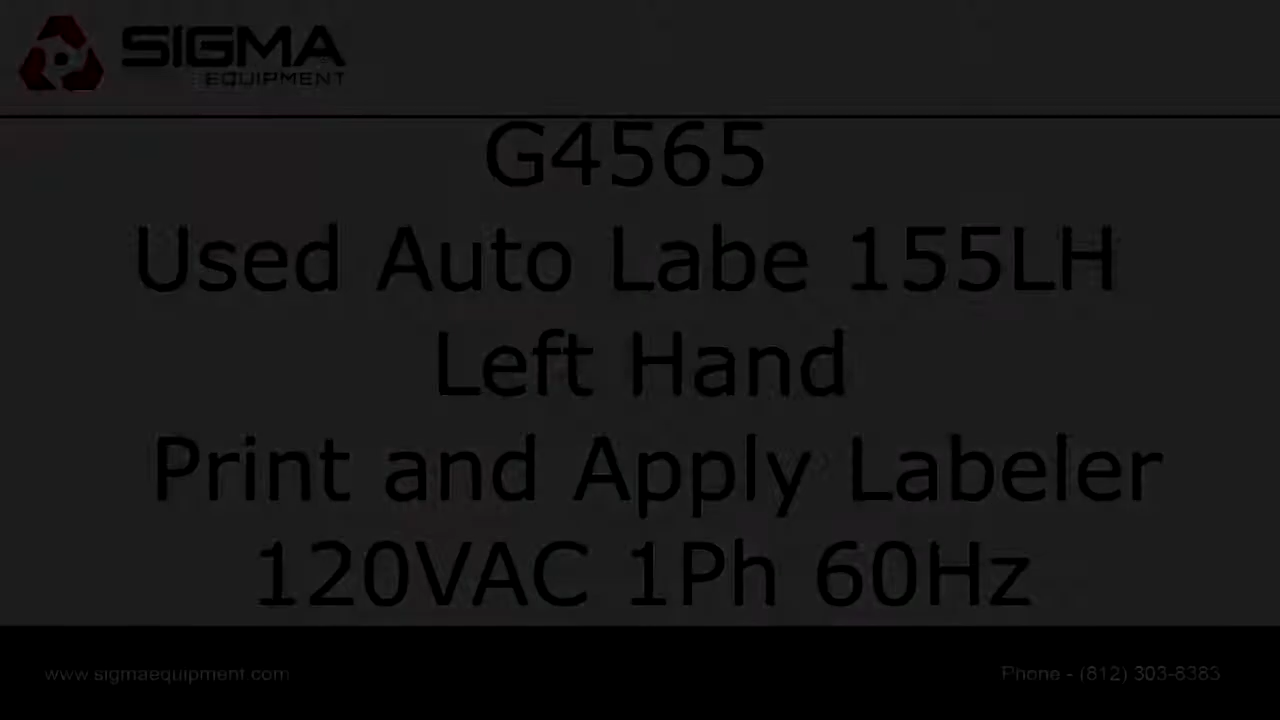 SIGMA
EQUIPMENT
G4565
Used Auto Labe 155LH
Left Hand
Print and Apply Labeler
120VAC 1Ph 60Hz
www.sigmaequipment.com
Phone - (812) 303-8383